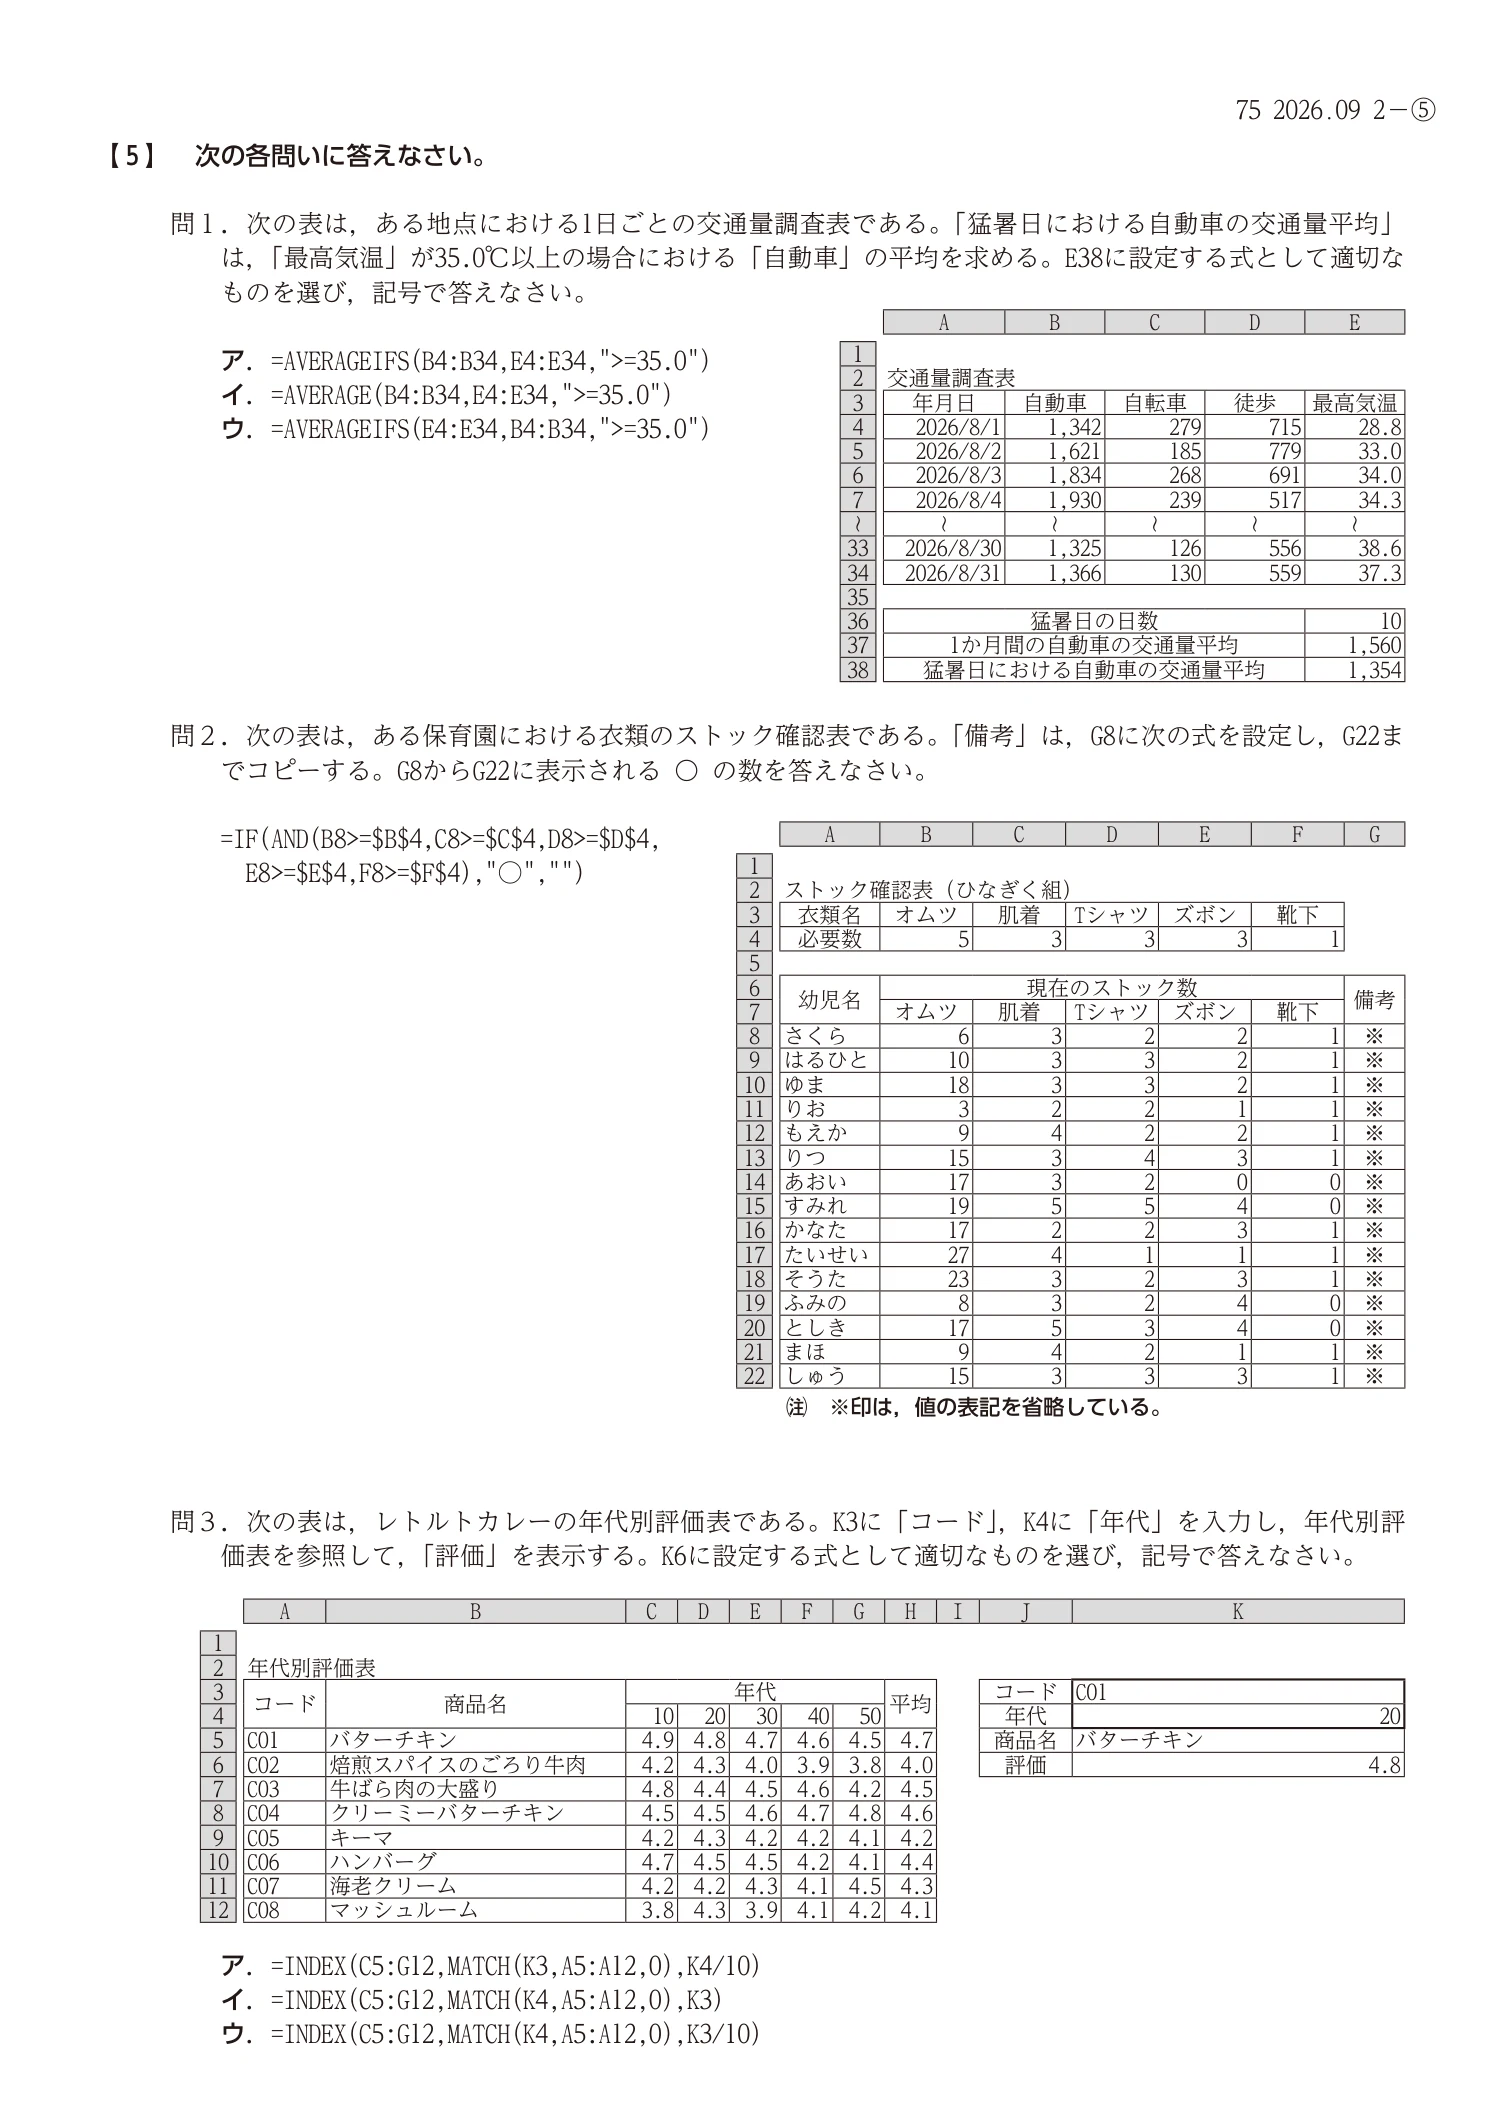 75 2026.09 2－⑤
【5】 次の各問いに答えなさい。
問１．次の表は，ある地点における1日ごとの交通量調査表である。「猛暑日における自動車の交通量平均」
は，「最高気温」が35.0℃以上の場合における「自動車」の平均を求める。E38に設定する式として適切な
ものを選び，記号で答えなさい。
ア．=AVERAGEIFS(B4:B34,E4:E34,">=35.0")
イ．=AVERAGE(B4:B34,E4:E34,">=35.0")
ウ．=AVERAGEIFS(E4:E34,B4:B34,">=35.0")
A B C D E
1
2 交通量調査表
3 年月日 自動車 自転車 徒歩 最高気温
4 2026/8/1 1,342 279 715 28.8
5 2026/8/2 1,621 185 779 33.0
6 2026/8/3 1,834 268 691 34.0
7 2026/8/4 1,930 239 517 34.3
～ ～ ～ ～ ～ ～
33 2026/8/30 1,325 126 556 38.6
34 2026/8/31 1,366 130 559 37.3
35
36 猛暑日の日数 10
37 1か月間の自動車の交通量平均 1,560
38 猛暑日における自動車の交通量平均 1,354
問２．次の表は，ある保育園における衣類のストック確認表である。「備考」は，G8に次の式を設定し，G22ま
でコピーする。G8からG22に表示される ○ の数を答えなさい。
=IF(AND(B8>=$B$4,C8>=$C$4,D8>=$D$4,
E8>=$E$4,F8>=$F$4),"○","")
A B C D E F G
1
2 ストック確認表（ひなぎく組）
3 衣類名 オムツ 肌着 Tシャツ ズボン 靴下
4 必要数 5 3 3 3 1
5
6 幼児名 現在のストック数 備考
7 オムツ 肌着 Tシャツ ズボン 靴下
8 さくら 6 3 2 2 1 ※
9 はるひと 10 3 3 2 1 ※
10 ゆま 18 3 3 2 1 ※
11 りお 3 2 2 1 1 ※
12 もえか 9 4 2 2 1 ※
13 りつ 15 3 4 3 1 ※
14 あおい 17 3 2 0 0 ※
15 すみれ 19 5 5 4 0 ※
16 かなた 17 2 2 3 1 ※
17 たいせい 27 4 1 1 1 ※
18 そうた 23 3 2 3 1 ※
19 ふみの 8 3 2 4 0 ※
20 としき 17 5 3 4 0 ※
21 まほ 9 4 2 1 1 ※
22 しゅう 15 3 3 3 1 ※
㊟ ※印は，値の表記を省略している。
問３．次の表は，レトルトカレーの年代別評価表である。K3に「コード」，K4に「年代」を入力し，年代別評
価表を参照して，「評価」を表示する。K6に設定する式として適切なものを選び，記号で答えなさい。
A B C D E F G H I J K
1
2 年代別評価表
3 コード 商品名 年代 平均 コード C01
4 10 20 30 40 50 年代 20
5 C01 バターチキン 4.9 4.8 4.7 4.6 4.5 4.7 商品名 バターチキン
6 C02 焙煎スパイスのごろり牛肉 4.2 4.3 4.0 3.9 3.8 4.0 評価 4.8
7 C03 牛ばら肉の大盛り 4.8 4.4 4.5 4.6 4.2 4.5
8 C04 クリーミーバターチキン 4.5 4.5 4.6 4.7 4.8 4.6
9 C05 キーマ 4.2 4.3 4.2 4.2 4.1 4.2
10 C06 ハンバーグ 4.7 4.5 4.5 4.2 4.1 4.4
11 C07 海老クリーム 4.2 4.2 4.3 4.1 4.5 4.3
12 C08 マッシュルーム 3.8 4.3 3.9 4.1 4.2 4.1
ア．=INDEX(C5:G12,MATCH(K3,A5:A12,0),K4/10)
イ．=INDEX(C5:G12,MATCH(K4,A5:A12,0),K3)
ウ．=INDEX(C5:G12,MATCH(K4,A5:A12,0),K3/10)